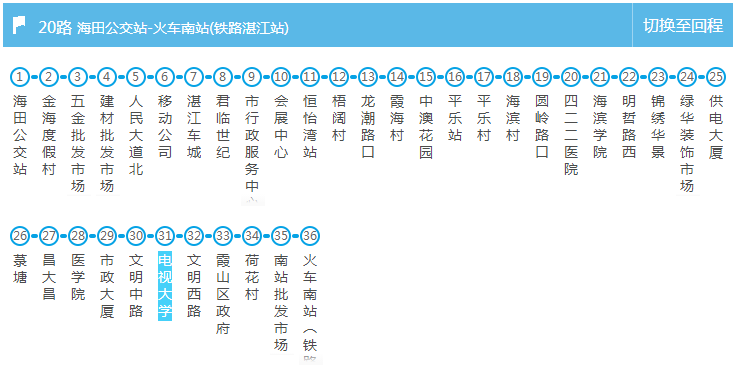 20路 海田公交站-火车南站(铁路湛江站)
切换至回程
1 2 3 4 5 6 7 8 9 10 11 12 13 14 15 16 17 18 19 20 21 22 23 24 25
海田公交站
金海度假村
五金批发市场
建材批发市场
人民大道北
移动公司
湛江车城
君临世纪
市行政服务中心
会展中心
恒怡湾站
梧阔村
龙潮路口
霞海村
中澳花园
平乐站
平乐村
海滨村
圆岭路口
四二二医院
海滨学院
明哲路西
锦绣华景
绿华装饰市场
供电大厦
26 27 28 29 30 31 32 33 34 35 36
菉塘
昌大昌
医学院
市政大厦
文明中路
电视大学
文明西路
霞山区政府
荷花村
南站批发市场
火车南站（铁路